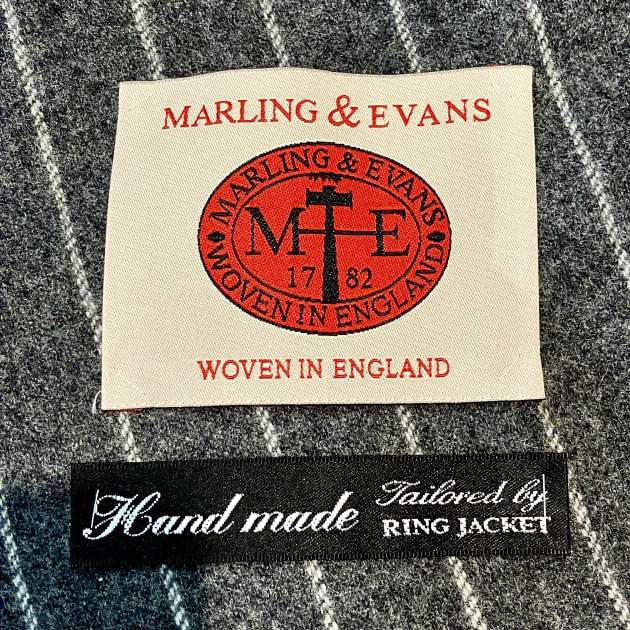 MARLING & EVANS
MARLING & EVANS
M E
17 82
WOVEN IN ENGLAND
WOVEN IN ENGLAND
Hand made
Tailored by
RING JACKET